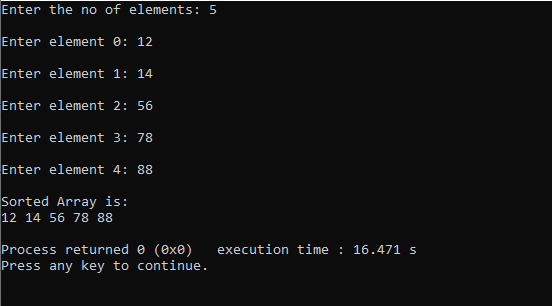 Enter the no of elements: 5
Enter element 0: 12
Enter element 1: 14
Enter element 2: 56
Enter element 3: 78
Enter element 4: 88
Sorted Array is:
12 14 56 78 88
Process returned 0 (0x0)   execution time : 16.471 s
Press any key to continue.